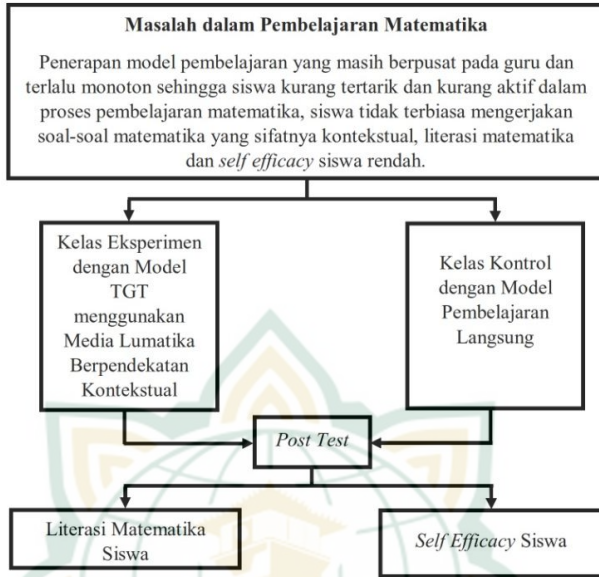 Masalah dalam Pembelajaran Matematika
Penerapan model pembelajaran yang masih berpusat pada guru dan
terlalu monoton sehingga siswa kurang tertarik dan kurang aktif dalam
proses pembelajaran matematika, siswa tidak terbiasa mengerjakan
soal-soal matematika yang sifatnya kontekstual, literasi matematika
dan self efficacy siswa rendah.
Kelas Eksperimen
dengan Model
TGT
menggunakan
Media Lumatika
Berpendekatan
Kontekstual
Kelas Kontrol
dengan Model
Pembelajaran
Langsung
Post Test
Literasi Matematika
Siswa
Self Efficacy Siswa